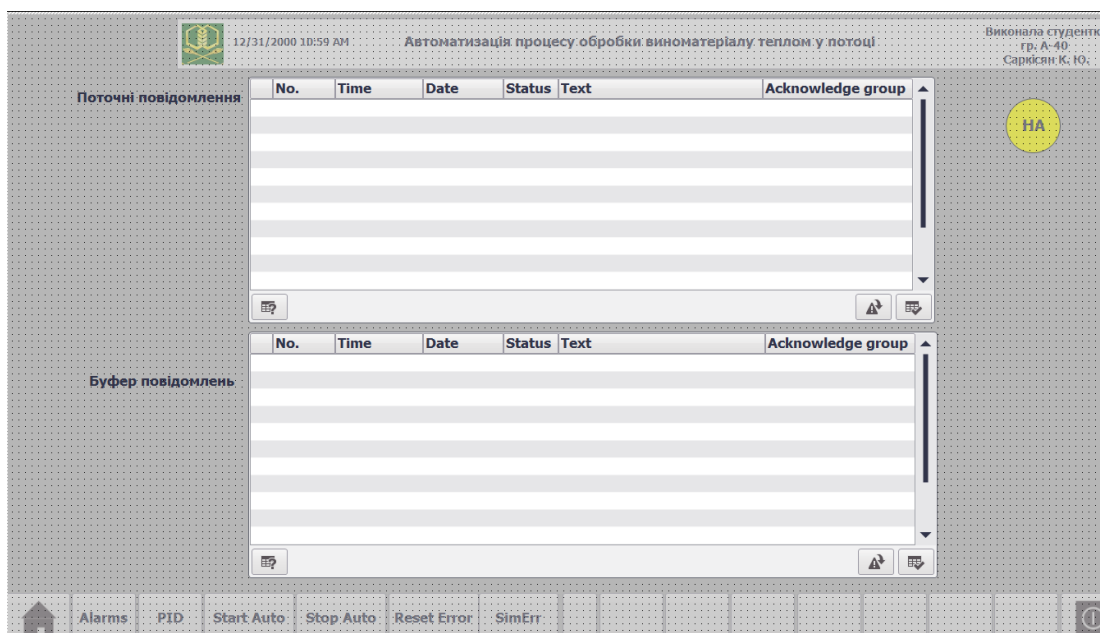 12/31/2000 10:59 AM Автоматизація процесу обробки виноматеріалу теплом у потоці
Виконала студентк
гр. А-40
Саркісян К. Ю.
Поточні повідомлення
No. Time Date Status Text Acknowledge group
НА
Буфер повідомлень
No. Time Date Status Text Acknowledge group
Alarms PID Start Auto Stop Auto Reset Error SimErr